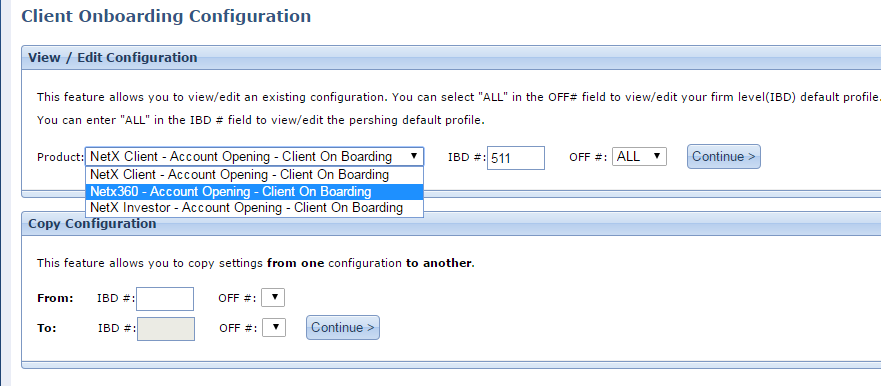 Client Onboarding Configuration
View / Edit Configuration
This feature allows you to view/edit an existing configuration. You can select "ALL" in the OFF# field to view/edit your firm level(IBD) default profile.
You can enter "ALL" in the IBD # field to view/edit the pershing default profile.
Product: NetX Client - Account Opening - Client On Boarding IBD #: 511 OFF #: ALL Continue >
NetX Client - Account Opening - Client On Boarding
Netx360 - Account Opening - Client On Boarding
NetX Investor - Account Opening - Client On Boarding
Copy Configuration
This feature allows you to copy settings from one configuration to another.
From: IBD #: OFF #:
To: IBD #: OFF #: Continue >